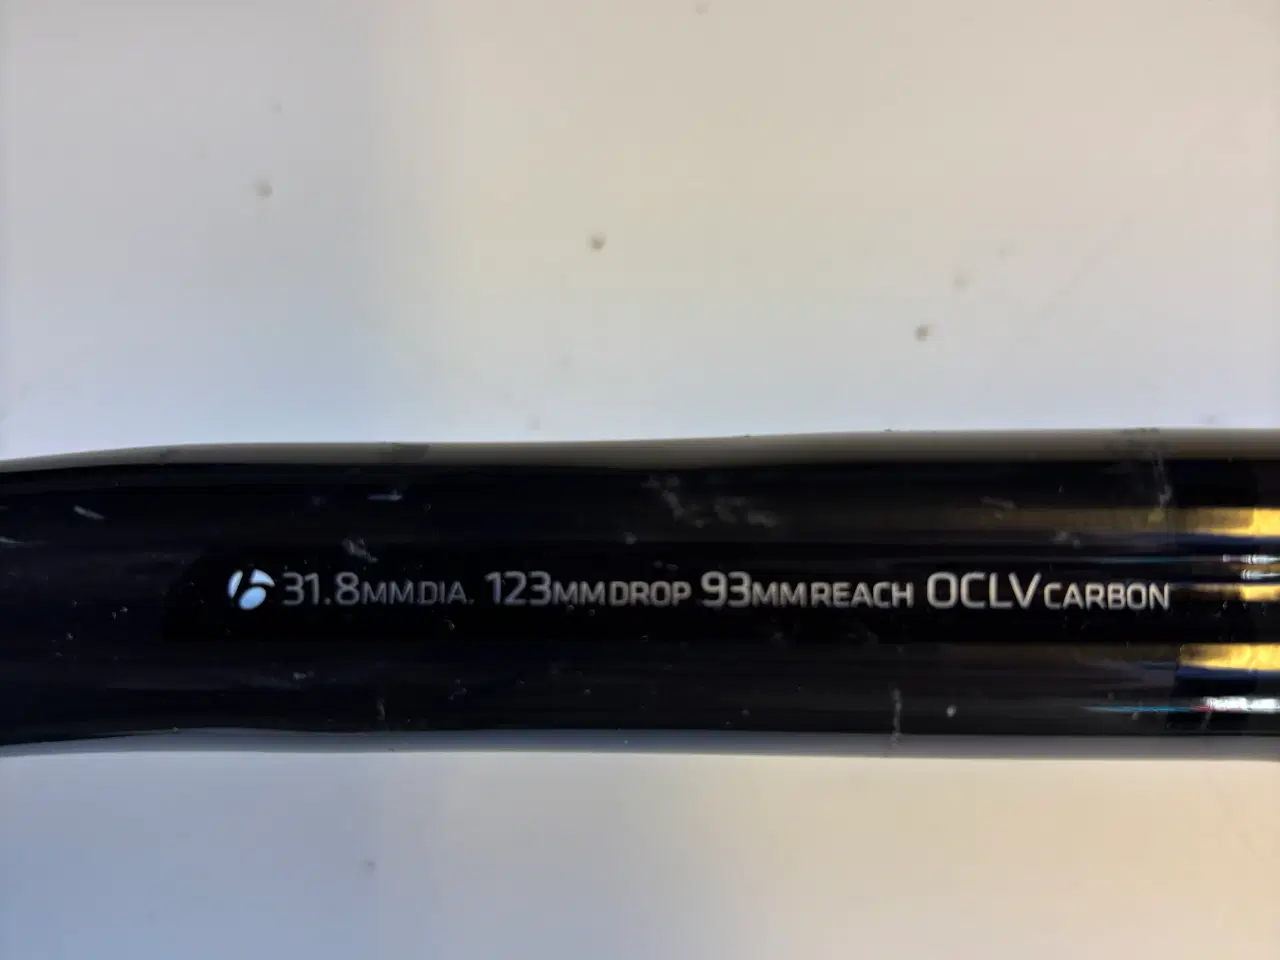 31.8MM DIA. 123MM DROP 93MM REACH OCLV CARBON